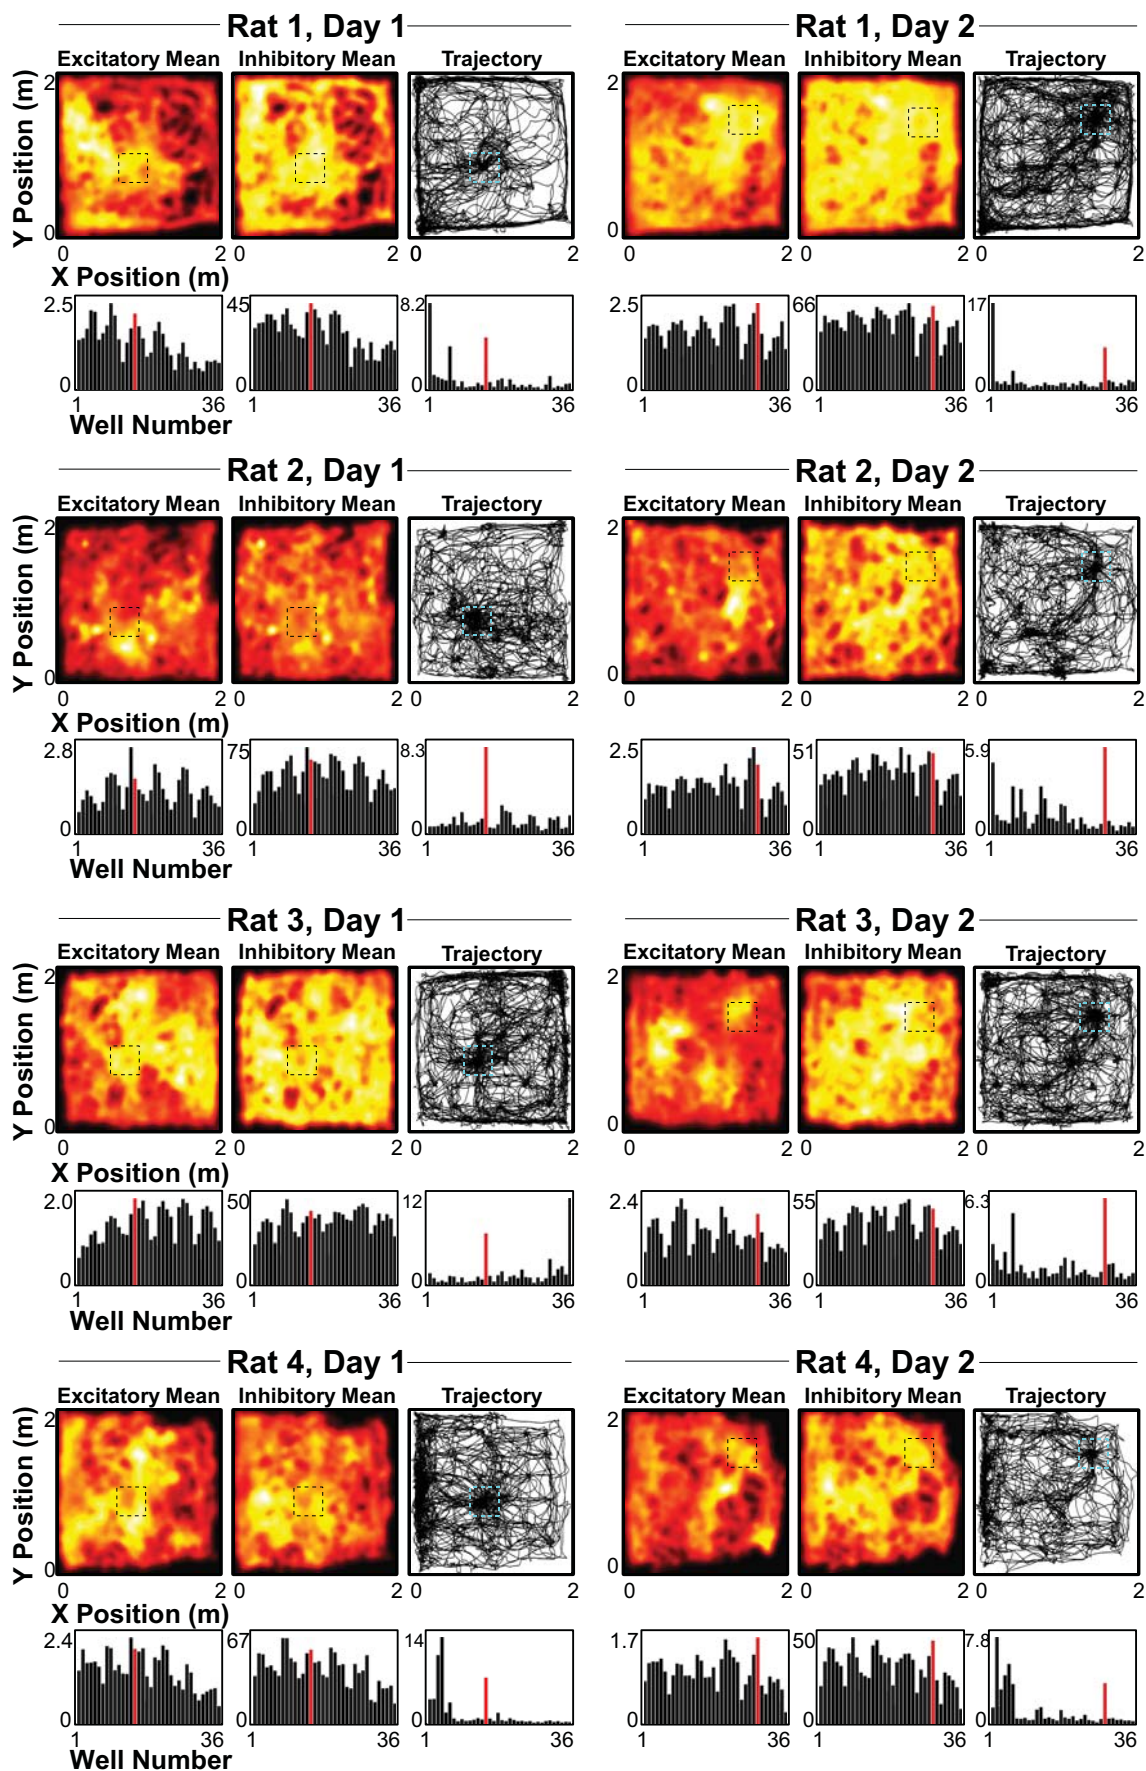 Rat 1, Day 1 Rat 1, Day 2
Excitatory Mean Inhibitory Mean Trajectory Excitatory Mean Inhibitory Mean Trajectory
Y Position (m)
2 2
0 0
0 2 0 2 0 2 0 2 0 2 0 2
X Position (m)
2.5 45 8.2 2.5 66 17
0 0 0 0 0 0
1 36 1 36 1 36 1 36 1 36 1 36
Well Number
Rat 2, Day 1 Rat 2, Day 2
Excitatory Mean Inhibitory Mean Trajectory Excitatory Mean Inhibitory Mean Trajectory
Y Position (m)
2 2
0 0
0 2 0 2 0 2 0 2 0 2 0 2
X Position (m)
2.8 75 8.3 2.5 51 5.9
0 0 0 0 0 0
1 36 1 36 1 36 1 36 1 36 1 36
Well Number
Rat 3, Day 1 Rat 3, Day 2
Excitatory Mean Inhibitory Mean Trajectory Excitatory Mean Inhibitory Mean Trajectory
Y Position (m)
2 2
0 0
0 2 0 2 0 2 0 2 0 2 0 2
X Position (m)
2.0 50 12 2.4 55 6.3
0 0 0 0 0 0
1 36 1 36 1 36 1 36 1 36 1 36
Well Number
Rat 4, Day 1 Rat 4, Day 2
Excitatory Mean Inhibitory Mean Trajectory Excitatory Mean Inhibitory Mean Trajectory
Y Position (m)
2 2
0 0
0 2 0 2 0 2 0 2 0 2 0 2
X Position (m)
2.4 67 14 1.7 50 7.8
0 0 0 0 0 0
1 36 1 36 1 36 1 36 1 36 1 36
Well Number